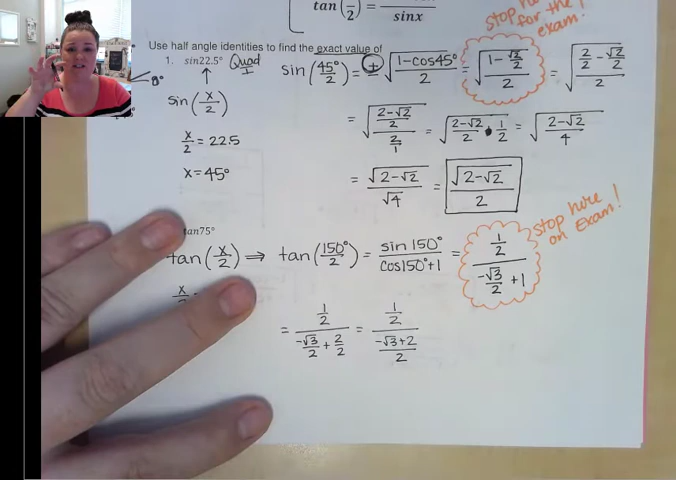 tan(—/2) = —/sinx
stop here for the exam!
Use half angle identities to find the exact value of
1. sin22.5° Quad I
sin(45°/2) = + √((1-cos45°)/2) = √((1-√2/2)/2) = √((2/2-√2/2)/2)
sin(x/2)
= √(((2-√2)/2)/(2/1)) = √((2-√2)/2 · 1/2) = √((2-√2)/4)
x/2 = 22.5
x = 45°
= √(2-√2)/√4 = √(2-√2)/2
stop here on Exam!
tan75°
tan(x/2) ⇒ tan(150°/2) = sin150°/(cos150°+1) = (1/2)/(-√3/2 + 1)
x/2 =
= (1/2)/(-√3/2 + 2/2) = (1/2)/((-√3+2)/2)